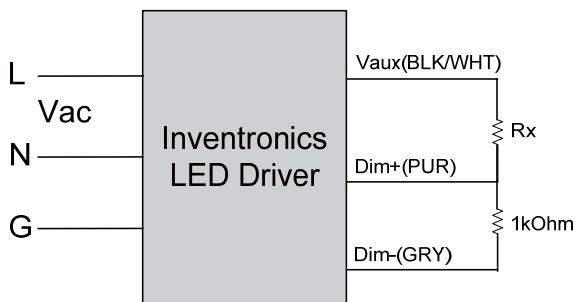 L
Vac
N
G
Inventronics
LED Driver
Vaux(BLK/WHT)
Rx
Dim+(PUR)
1kOhm
Dim-(GRY)